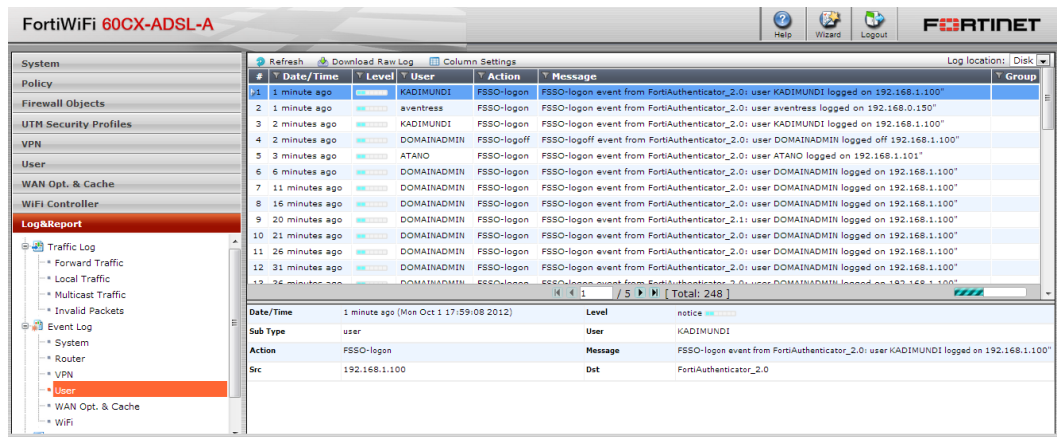 FortiWiFi 60CX-ADSL-A
Help Wizard Logout
FORTINET
System
Policy
Firewall Objects
UTM Security Profiles
VPN
User
WAN Opt. & Cache
WiFi Controller
Log&Report
Traffic Log
Forward Traffic
Local Traffic
Multicast Traffic
Invalid Packets
Event Log
System
Router
VPN
User
WAN Opt. & Cache
WiFi
Refresh Download Raw Log Column Settings Log location: Disk
# Date/Time Level User Action Message Group
1 1 minute ago KADIMUNDI FSSO-logon FSSO-logon event from FortiAuthenticator_2.0: user KADIMUNDI logged on 192.168.1.100"
2 1 minute ago aventress FSSO-logon FSSO-logon event from FortiAuthenticator_2.0: user aventress logged on 192.168.0.150"
3 2 minutes ago KADIMUNDI FSSO-logon FSSO-logon event from FortiAuthenticator_2.0: user KADIMUNDI logged on 192.168.1.100"
4 2 minutes ago DOMAINADMIN FSSO-logoff FSSO-logoff event from FortiAuthenticator_2.0: user DOMAINADMIN logged off 192.168.1.100"
5 3 minutes ago ATANO FSSO-logon FSSO-logon event from FortiAuthenticator_2.0: user ATANO logged on 192.168.1.101"
6 6 minutes ago DOMAINADMIN FSSO-logon FSSO-logon event from FortiAuthenticator_2.0: user DOMAINADMIN logged on 192.168.1.100"
7 11 minutes ago DOMAINADMIN FSSO-logon FSSO-logon event from FortiAuthenticator_2.0: user DOMAINADMIN logged on 192.168.1.100"
8 16 minutes ago DOMAINADMIN FSSO-logon FSSO-logon event from FortiAuthenticator_2.0: user DOMAINADMIN logged on 192.168.1.100"
9 20 minutes ago DOMAINADMIN FSSO-logon FSSO-logon event from FortiAuthenticator_2.1: user DOMAINADMIN logged on 192.168.1.100"
10 21 minutes ago DOMAINADMIN FSSO-logon FSSO-logon event from FortiAuthenticator_2.0: user DOMAINADMIN logged on 192.168.1.100"
11 26 minutes ago DOMAINADMIN FSSO-logon FSSO-logon event from FortiAuthenticator_2.0: user DOMAINADMIN logged on 192.168.1.100"
12 31 minutes ago DOMAINADMIN FSSO-logon FSSO-logon event from FortiAuthenticator_2.0: user DOMAINADMIN logged on 192.168.1.100"
1 / 5 [ Total: 248 ]
Date/Time 1 minute ago (Mon Oct 1 17:59:08 2012) Level notice
Sub Type user User KADIMUNDI
Action FSSO-logon Message FSSO-logon event from FortiAuthenticator_2.0: user KADIMUNDI logged on 192.168.1.100"
Src 192.168.1.100 Dst FortiAuthenticator_2.0